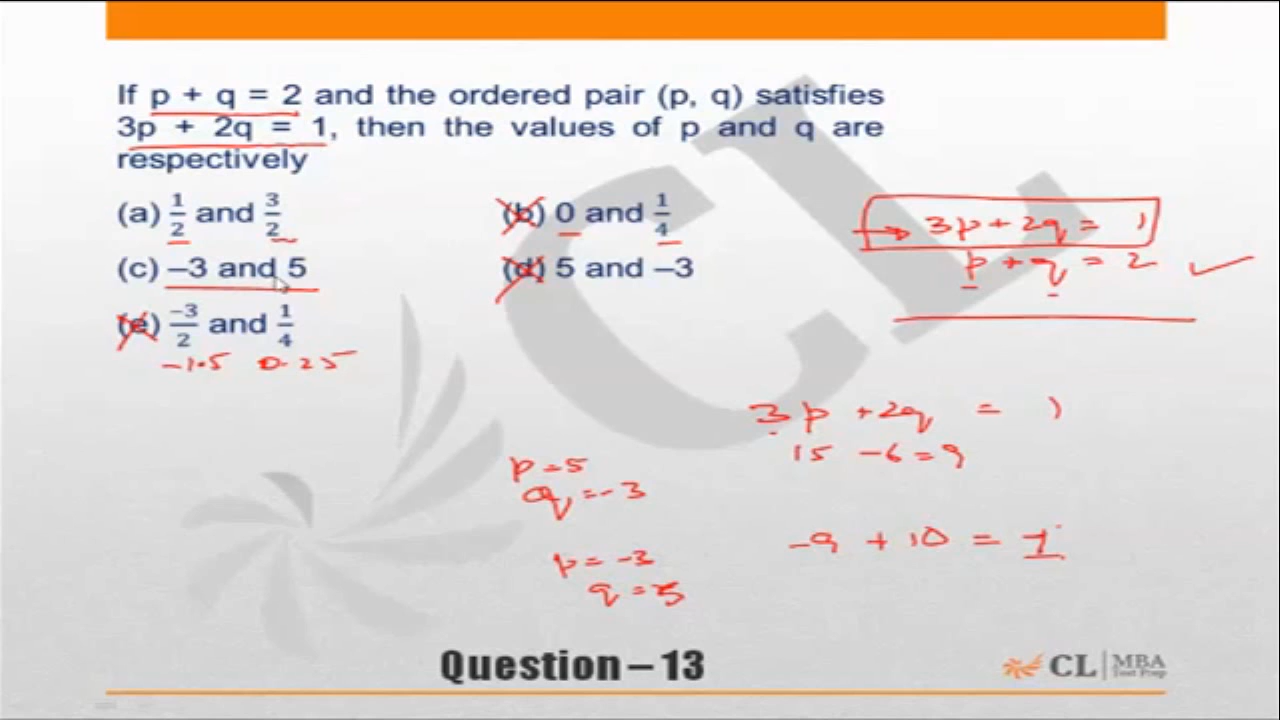 If p + q = 2 and the ordered pair (p, q) satisfies
3p + 2q = 1, then the values of p and q are
respectively
(a) 1/2 and 3/2
(b) 0 and 1/4
(c) –3 and 5
(d) 5 and –3
(e) –3/2 and 1/4
-1.5 0.25
3p + 2q = 1
p + q = 2
3p + 2q = 1
15 - 6 = 9
p = 5
q = -3
-9 + 10 = 1
p = -3
q = 5
Question – 13
CL MBA
Test Prep
CL